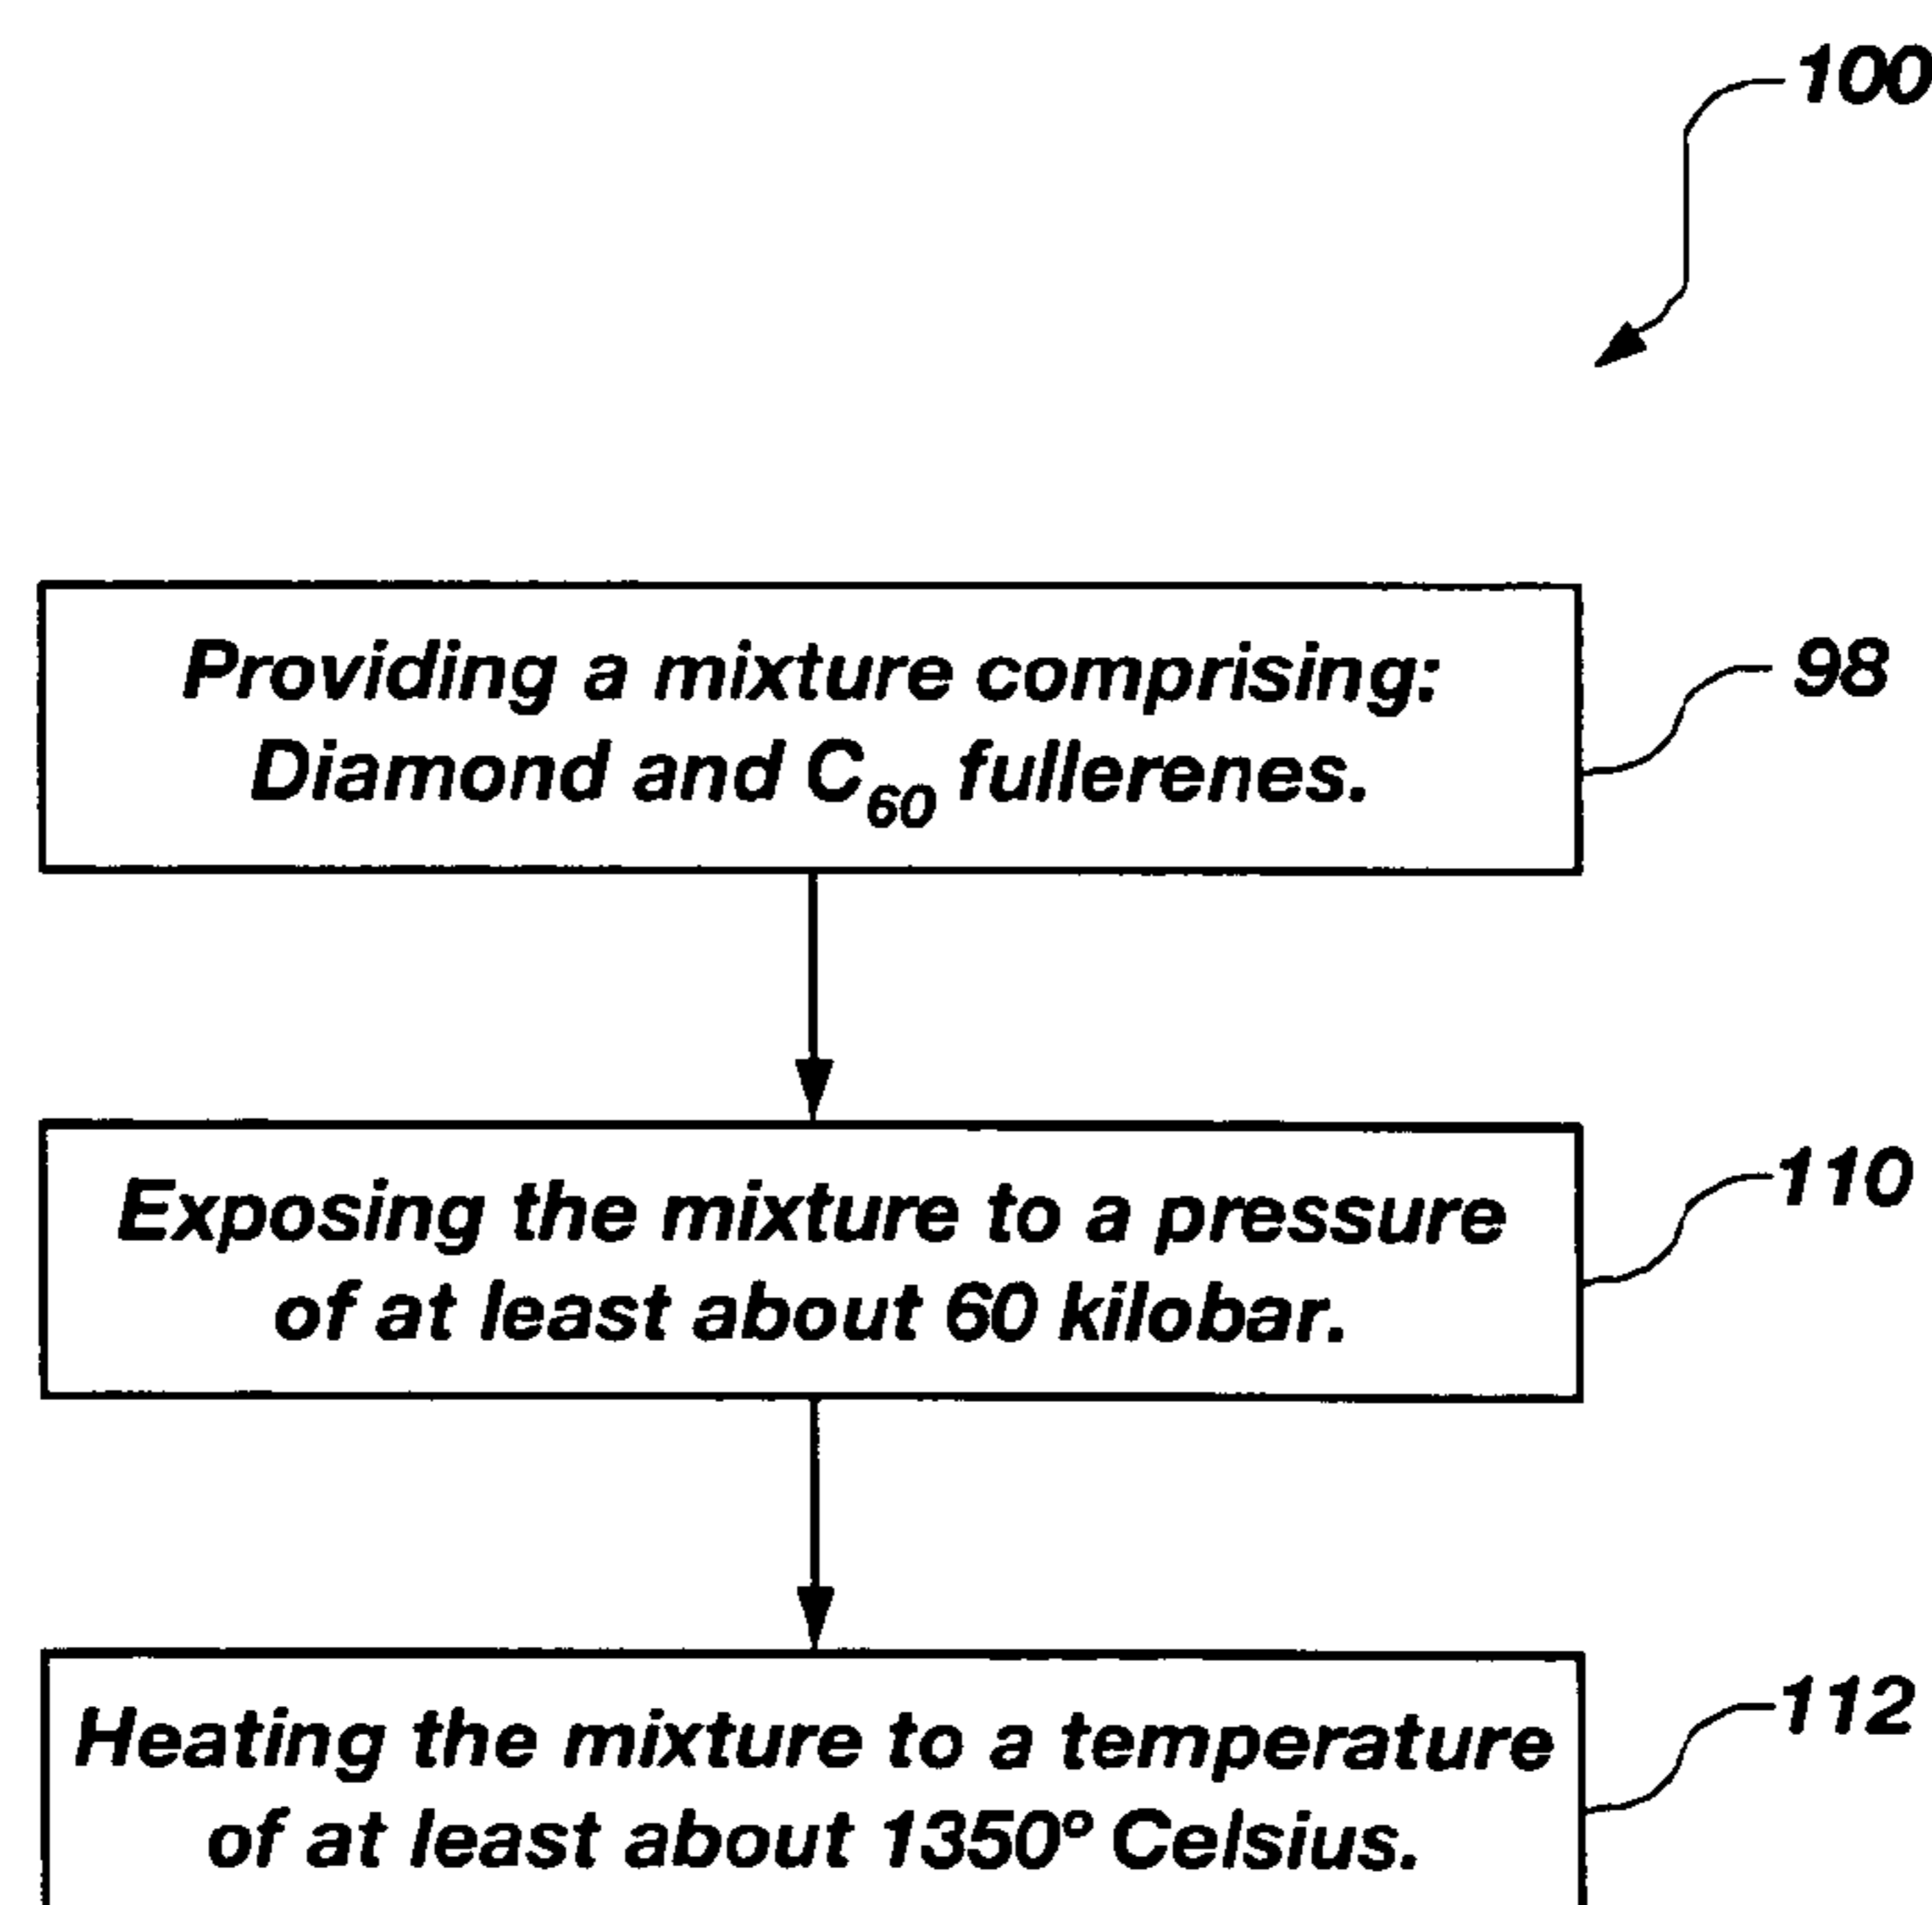 100
Providing a mixture comprising:
Diamond and C60 fullerenes.
98
Exposing the mixture to a pressure
of at least about 60 kilobar.
110
Heating the mixture to a temperature
of at least about 1350° Celsius.
112